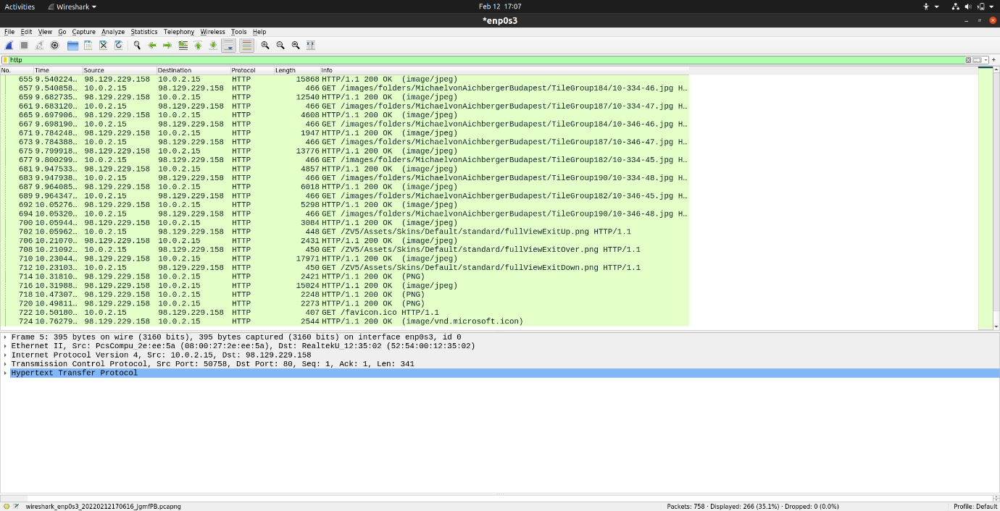 Activities Wireshark Feb 12 17:07
*enp0s3
File Edit View Go Capture Analyze Statistics Telephony Wireless Tools Help
http
No. Time Source Destination Protocol Length Info
655 9.540224… 98.129.229.158 10.0.2.15 HTTP 15868 HTTP/1.1 200 OK (image/jpeg)
657 9.540858… 10.0.2.15 98.129.229.158 HTTP 466 GET /images/folders/MichaelvonAichbergerBudapest/TileGroup184/10-334-46.jpg H…
659 9.682735… 98.129.229.158 10.0.2.15 HTTP 12540 HTTP/1.1 200 OK (image/jpeg)
661 9.683120… 10.0.2.15 98.129.229.158 HTTP 466 GET /images/folders/MichaelvonAichbergerBudapest/TileGroup187/10-334-47.jpg H…
665 9.697906… 98.129.229.158 10.0.2.15 HTTP 4608 HTTP/1.1 200 OK (image/jpeg)
667 9.698190… 10.0.2.15 98.129.229.158 HTTP 466 GET /images/folders/MichaelvonAichbergerBudapest/TileGroup184/10-346-46.jpg H…
671 9.784248… 98.129.229.158 10.0.2.15 HTTP 1947 HTTP/1.1 200 OK (image/jpeg)
673 9.784388… 10.0.2.15 98.129.229.158 HTTP 466 GET /images/folders/MichaelvonAichbergerBudapest/TileGroup187/10-346-47.jpg H…
675 9.799918… 98.129.229.158 10.0.2.15 HTTP 13776 HTTP/1.1 200 OK (image/jpeg)
677 9.800299… 10.0.2.15 98.129.229.158 HTTP 466 GET /images/folders/MichaelvonAichbergerBudapest/TileGroup182/10-334-45.jpg H…
681 9.947533… 98.129.229.158 10.0.2.15 HTTP 4857 HTTP/1.1 200 OK (image/jpeg)
683 9.947938… 10.0.2.15 98.129.229.158 HTTP 466 GET /images/folders/MichaelvonAichbergerBudapest/TileGroup190/10-334-48.jpg H…
687 9.964085… 98.129.229.158 10.0.2.15 HTTP 6018 HTTP/1.1 200 OK (image/jpeg)
689 9.964347… 10.0.2.15 98.129.229.158 HTTP 466 GET /images/folders/MichaelvonAichbergerBudapest/TileGroup182/10-346-45.jpg H…
692 10.05276… 98.129.229.158 10.0.2.15 HTTP 5298 HTTP/1.1 200 OK (image/jpeg)
694 10.05320… 10.0.2.15 98.129.229.158 HTTP 466 GET /images/folders/MichaelvonAichbergerBudapest/TileGroup190/10-346-48.jpg H…
700 10.05944… 98.129.229.158 10.0.2.15 HTTP 3084 HTTP/1.1 200 OK (image/jpeg)
702 10.05962… 10.0.2.15 98.129.229.158 HTTP 448 GET /ZV5/Assets/Skins/Default/standard/fullViewExitUp.png HTTP/1.1
706 10.21070… 98.129.229.158 10.0.2.15 HTTP 2431 HTTP/1.1 200 OK (image/jpeg)
708 10.21092… 10.0.2.15 98.129.229.158 HTTP 450 GET /ZV5/Assets/Skins/Default/standard/fullViewExitOver.png HTTP/1.1
710 10.23044… 98.129.229.158 10.0.2.15 HTTP 17971 HTTP/1.1 200 OK (image/jpeg)
712 10.23103… 10.0.2.15 98.129.229.158 HTTP 450 GET /ZV5/Assets/Skins/Default/standard/fullViewExitDown.png HTTP/1.1
714 10.31810… 98.129.229.158 10.0.2.15 HTTP 2421 HTTP/1.1 200 OK (PNG)
716 10.31988… 98.129.229.158 10.0.2.15 HTTP 15024 HTTP/1.1 200 OK (image/jpeg)
718 10.47307… 98.129.229.158 10.0.2.15 HTTP 2248 HTTP/1.1 200 OK (PNG)
720 10.49811… 98.129.229.158 10.0.2.15 HTTP 2273 HTTP/1.1 200 OK (PNG)
722 10.50180… 10.0.2.15 98.129.229.158 HTTP 407 GET /favicon.ico HTTP/1.1
724 10.76279… 98.129.229.158 10.0.2.15 HTTP 2544 HTTP/1.1 200 OK (image/vnd.microsoft.icon)
Frame 5: 395 bytes on wire (3160 bits), 395 bytes captured (3160 bits) on interface enp0s3, id 0
Ethernet II, Src: PcsCompu_2e:ee:5a (08:00:27:2e:ee:5a), Dst: RealtekU_12:35:02 (52:54:00:12:35:02)
Internet Protocol Version 4, Src: 10.0.2.15, Dst: 98.129.229.158
Transmission Control Protocol, Src Port: 50758, Dst Port: 80, Seq: 1, Ack: 1, Len: 341
Hypertext Transfer Protocol
wireshark_enp0s3_20220212170616_JgmfPB.pcapng Packets: 758 · Displayed: 266 (35.1%) · Dropped: 0 (0.0%) Profile: Default